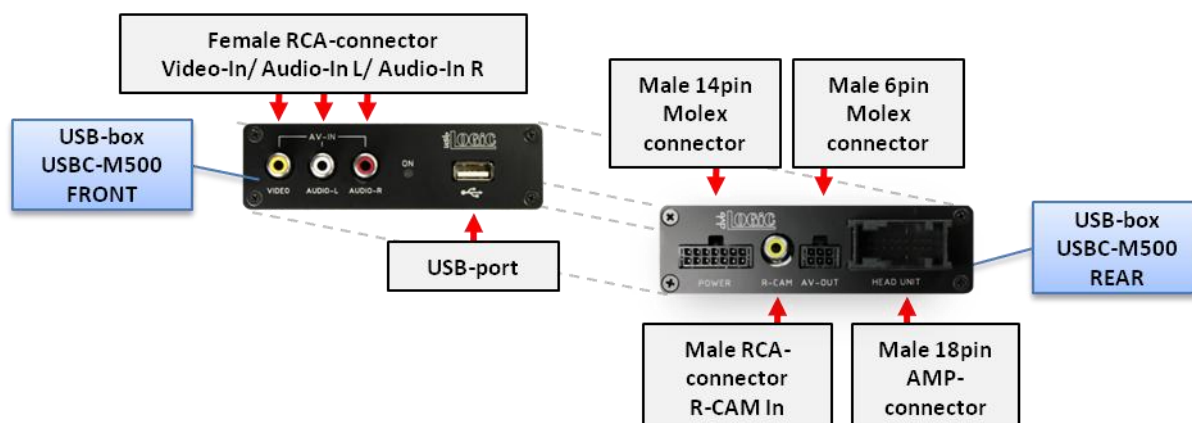 Female RCA-connector
Video-In/ Audio-In L/ Audio-In R
USB-box
USBC-M500
FRONT
AV-IN
VIDEO
AUDIO-L
AUDIO-R
ON
dvb LOGiC
USB-port
Male 14pin
Molex
connector
Male 6pin
Molex
connector
dvb LOGiC
POWER
R-CAM
AV-OUT
HEAD UNIT
USB-box
USBC-M500
REAR
Male RCA-
connector
R-CAM In
Male 18pin
AMP-
connector